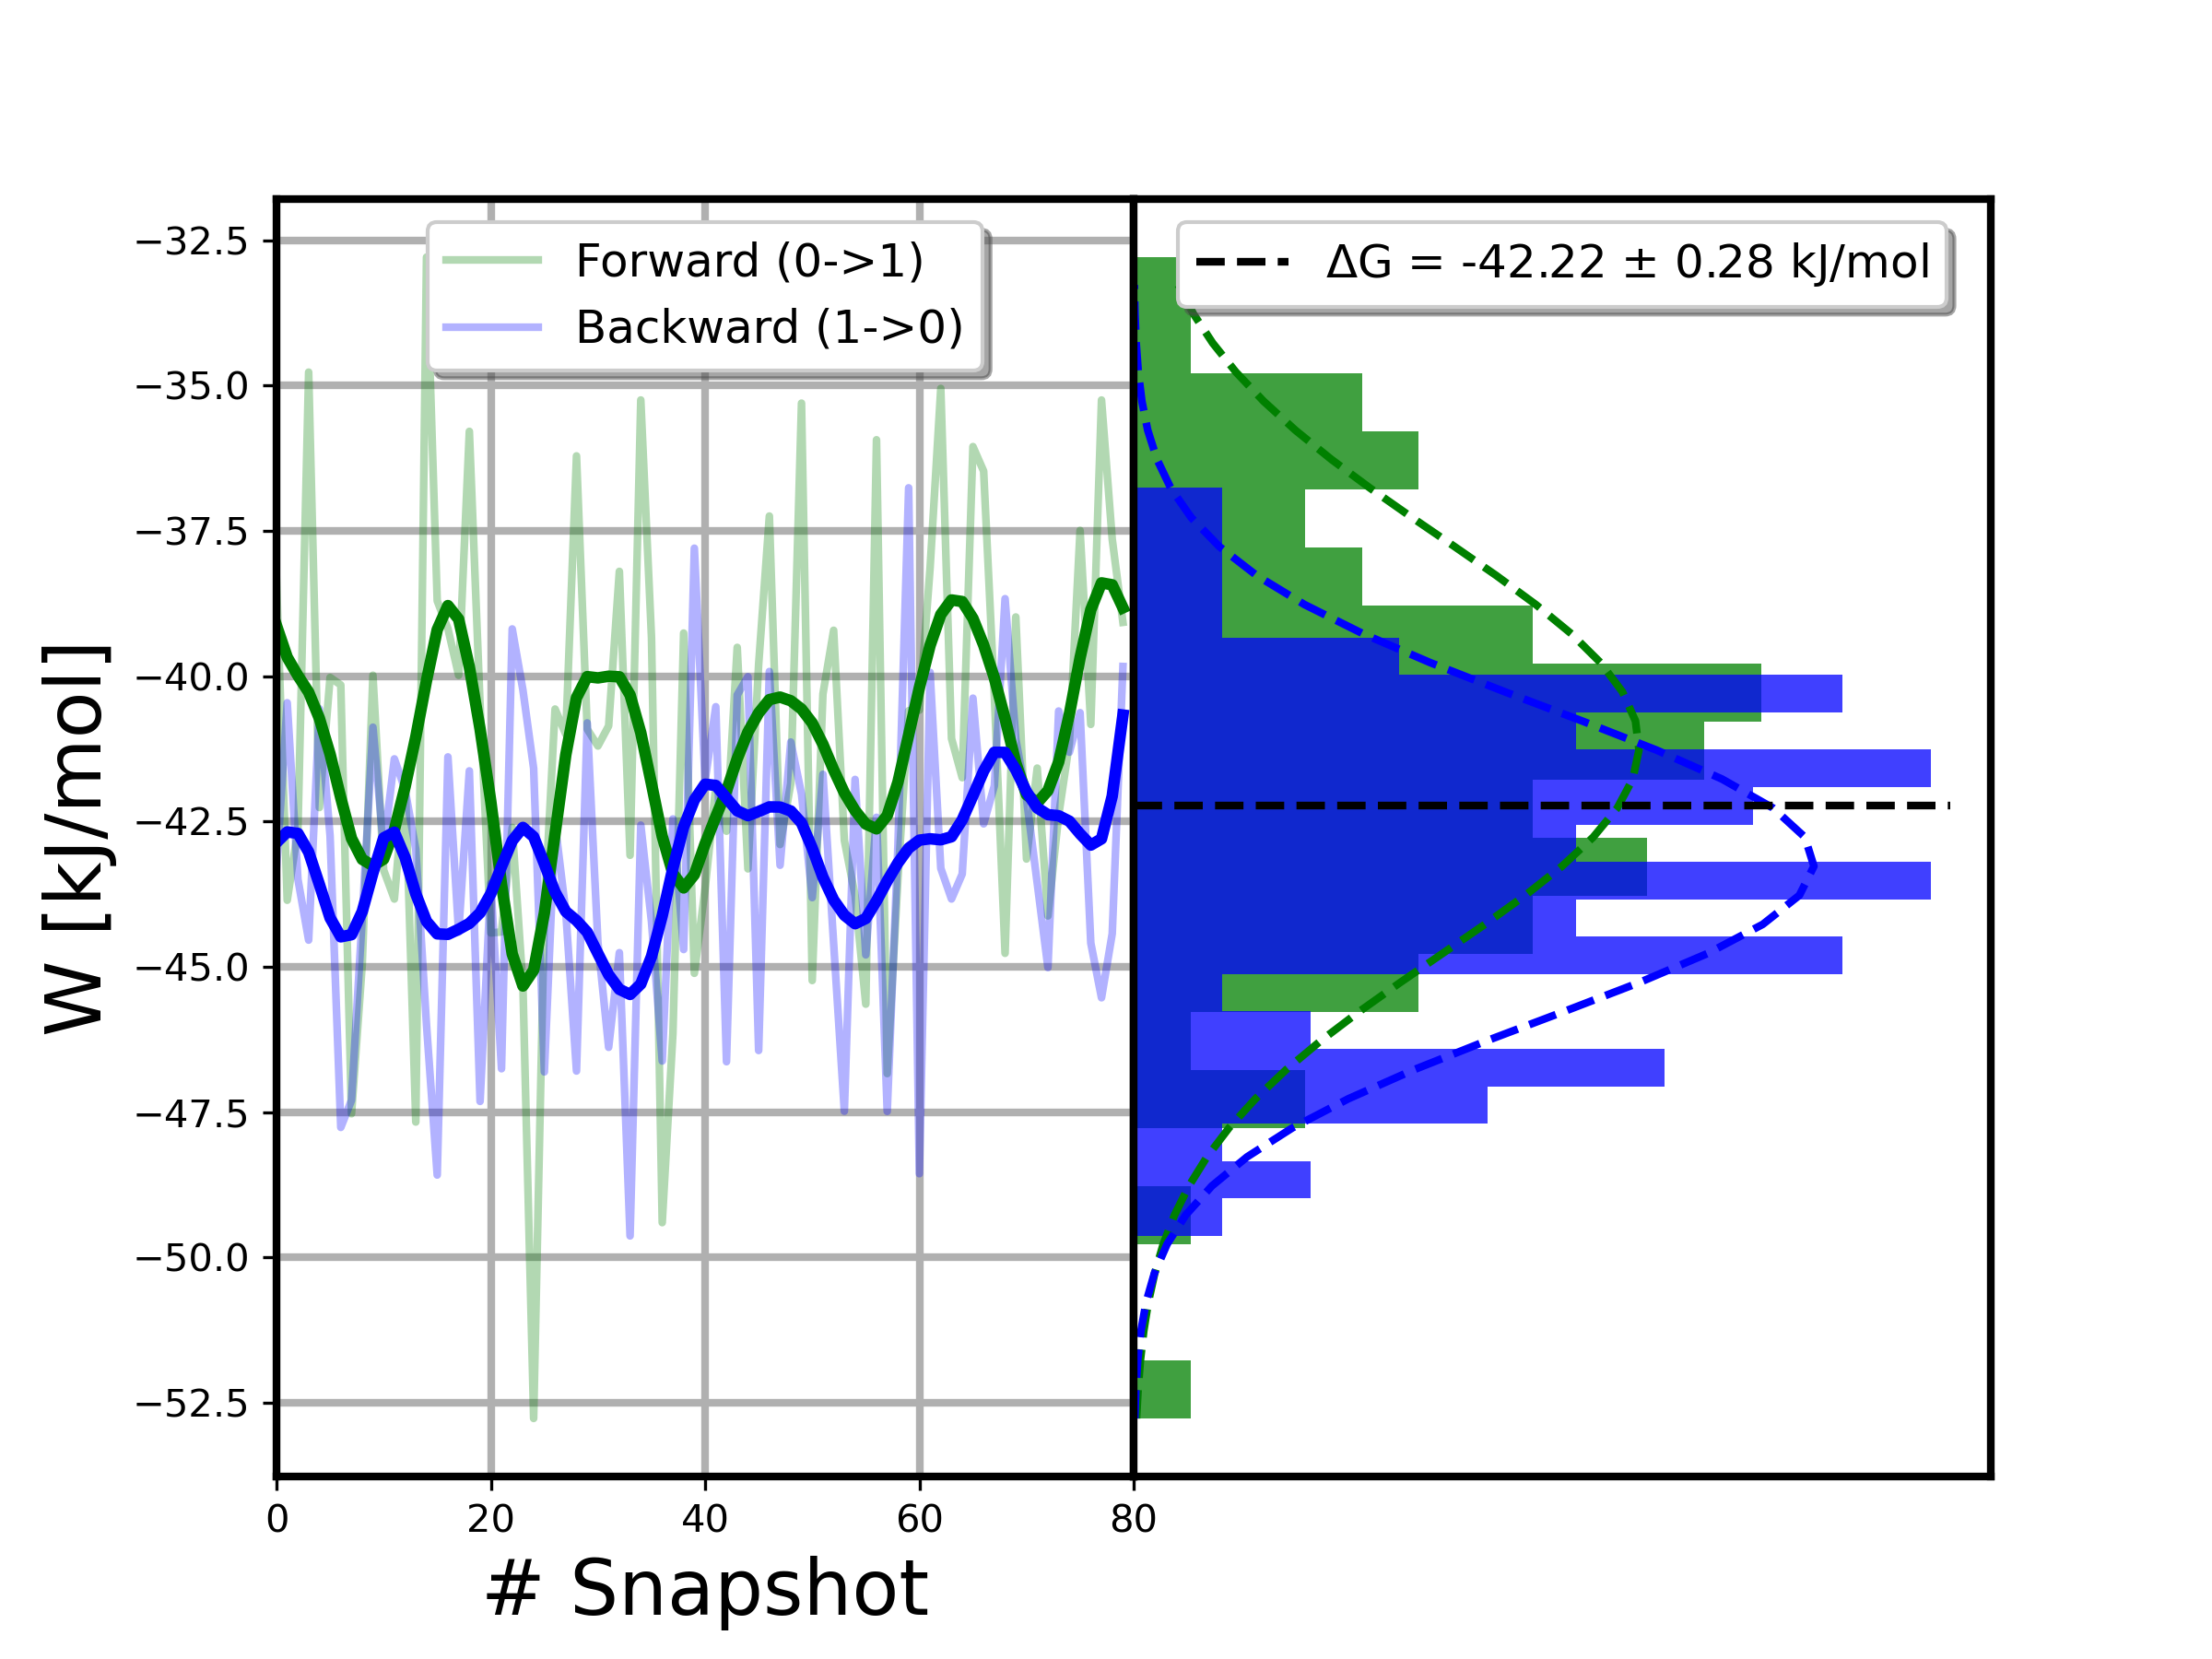 Forward (0->1)
Backward (1->0)
ΔG = -42.22 ± 0.28 kJ/mol
W [kJ/mol]
−32.5
−35.0
−37.5
−40.0
−42.5
−45.0
−47.5
−50.0
−52.5
0 20 40 60 80
# Snapshot